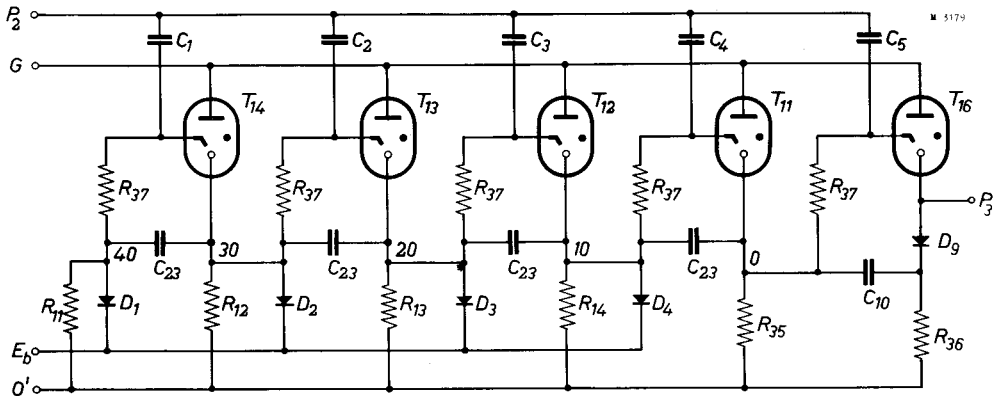 P2 C1 C2 C3 C4 C5 M 3179
G T14 T13 T12 T11 T16
R37 R37 R37 R37 R37 P3
40 C23 30 C23 20 C23 10 C23 0 D9
R11 D1 R12 D2 R13 D3 R14 D4 R35 C10 R36
Eb
0'